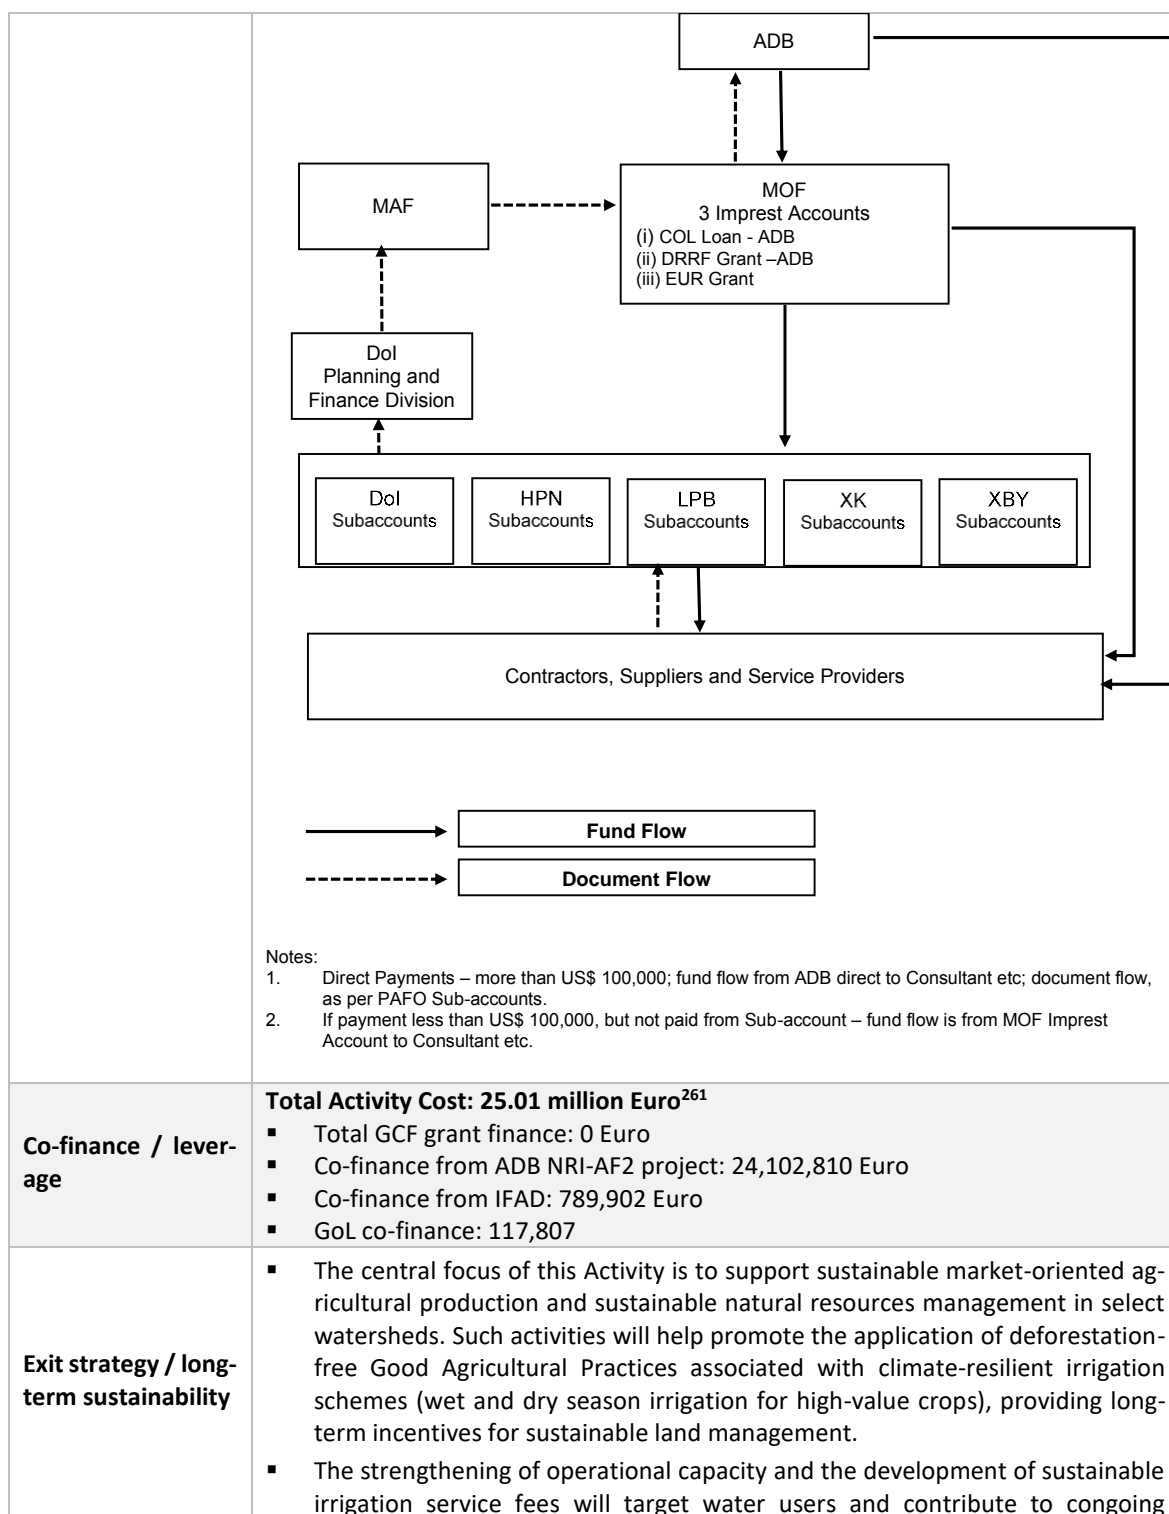 ADB
MAF
MOF
3 Imprest Accounts
(i) COL Loan - ADB
(ii) DRRF Grant –ADB
(iii) EUR Grant
DoI
Planning and
Finance Division
DoI
Subaccounts
HPN
Subaccounts
LPB
Subaccounts
XK
Subaccounts
XBY
Subaccounts
Contractors, Suppliers and Service Providers
Fund Flow
Document Flow
Notes:
1. Direct Payments – more than US$ 100,000; fund flow from ADB direct to Consultant etc; document flow,
as per PAFO Sub-accounts.
2. If payment less than US$ 100,000, but not paid from Sub-account – fund flow is from MOF Imprest
Account to Consultant etc.
Co-finance / lever-
age
Total Activity Cost: 25.01 million Euro261
▪ Total GCF grant finance: 0 Euro
▪ Co-finance from ADB NRI-AF2 project: 24,102,810 Euro
▪ Co-finance from IFAD: 789,902 Euro
▪ GoL co-finance: 117,807
Exit strategy / long-
term sustainability
▪ The central focus of this Activity is to support sustainable market-oriented ag-
ricultural production and sustainable natural resources management in select
watersheds. Such activities will help promote the application of deforestation-
free Good Agricultural Practices associated with climate-resilient irrigation
schemes (wet and dry season irrigation for high-value crops), providing long-
term incentives for sustainable land management.
▪ The strengthening of operational capacity and the development of sustainable
irrigation service fees will target water users and contribute to congoing